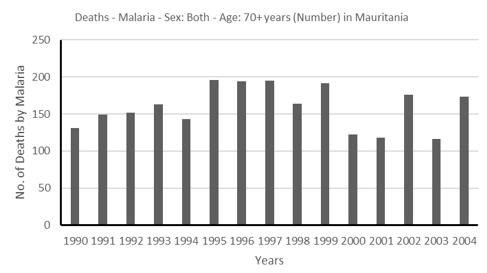 Deaths - Malaria - Sex: Both - Age: 70+ years (Number) in Mauritania
250
200
150
100
50
0
No. of Deaths by Malaria
1990 1991 1992 1993 1994 1995 1996 1997 1998 1999 2000 2001 2002 2003 2004
Years